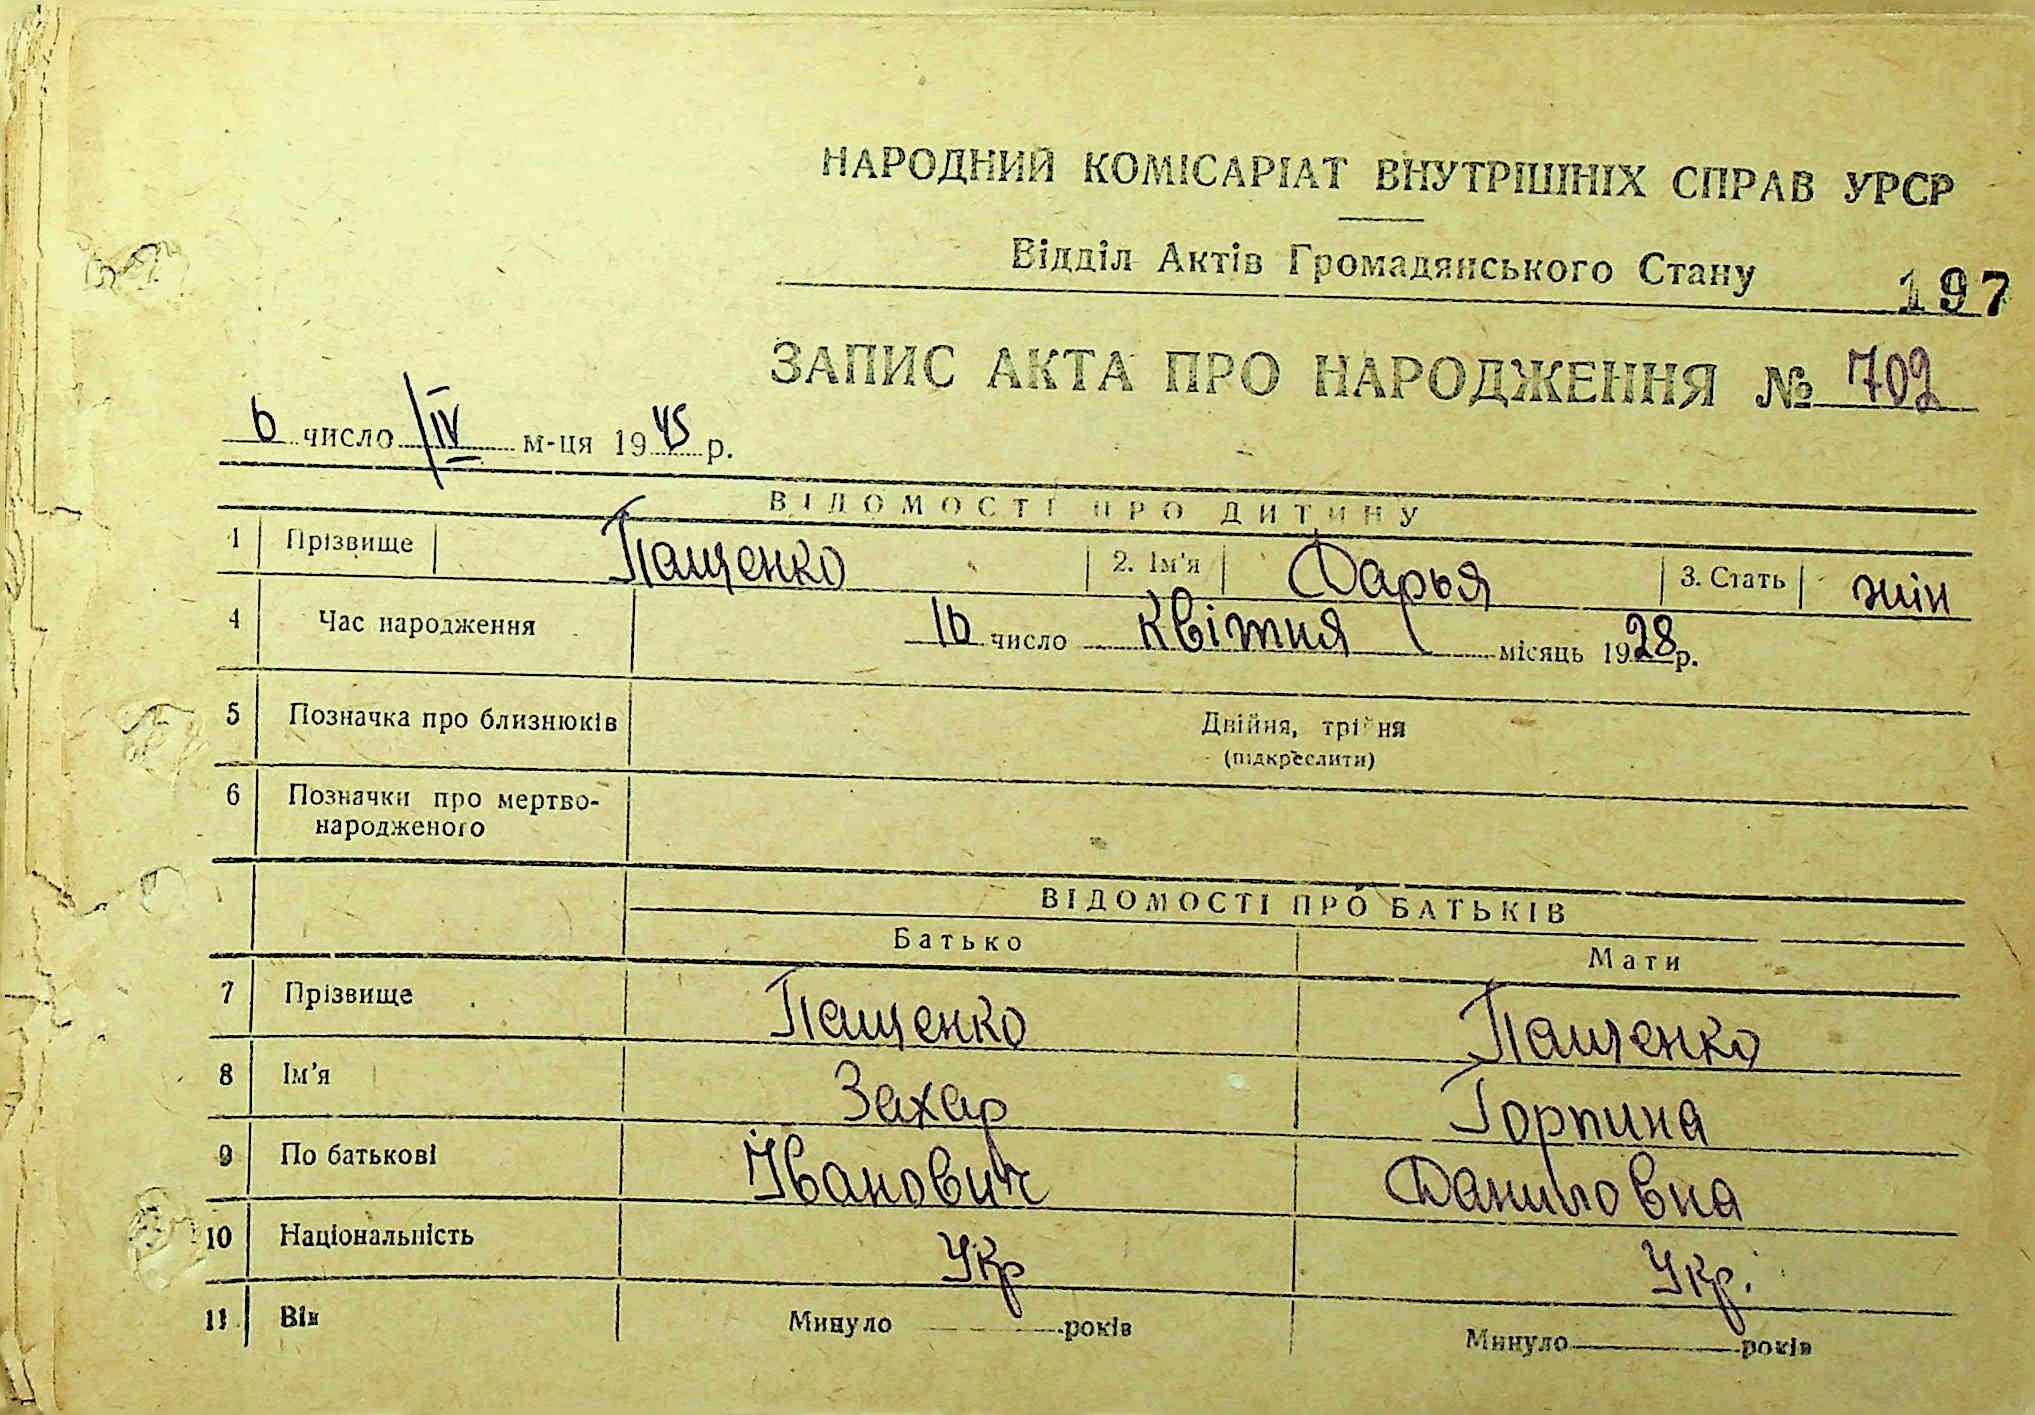 НАРОДНИЙ КОМІСАРІАТ ВНУТРІШНІХ СПРАВ УРСР
Відділ Актів Громадянського Стану
197
ЗАПИС АКТА ПРО НАРОДЖЕННЯ № 702
6 число IV м-ця 1945 р.
ВІДОМОСТІ ПРО ДИТИНУ
1 Прізвище Пащенко 2. Ім'я Дарья 3. Стать жін
4 Час народження 16 число Квітня місяць 1928 р.
5 Позначка про близнюків Двійня, трійня
(підкреслити)
6 Позначки про мертво-
народженого
ВІДОМОСТІ ПРО БАТЬКІВ
Батько Мати
7 Прізвище Пащенко Пащенко
8 Ім'я Захар Горпина
9 По батькові Іванович Даниловна
10 Національність Укр Укр.
11 Вік Минуло років Минуло років